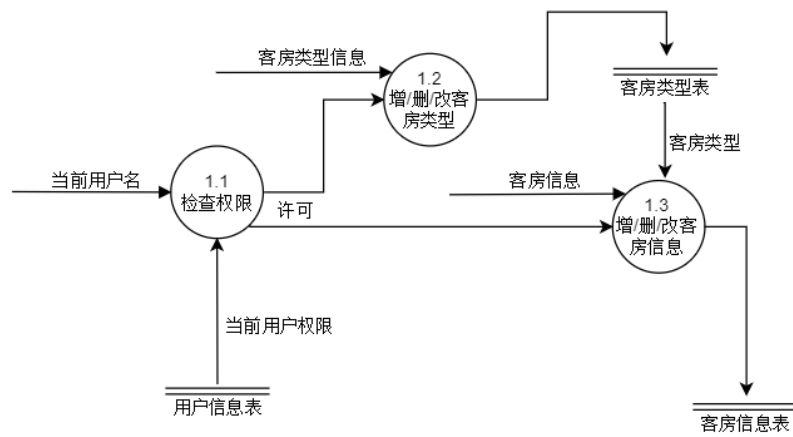 客房类型信息
1.2
增/删/改客
房类型
客房类型表
客房类型
当前用户名
1.1
检查权限
许可
客房信息
1.3
增/删/改客
房信息
当前用户权限
用户信息表
客房信息表